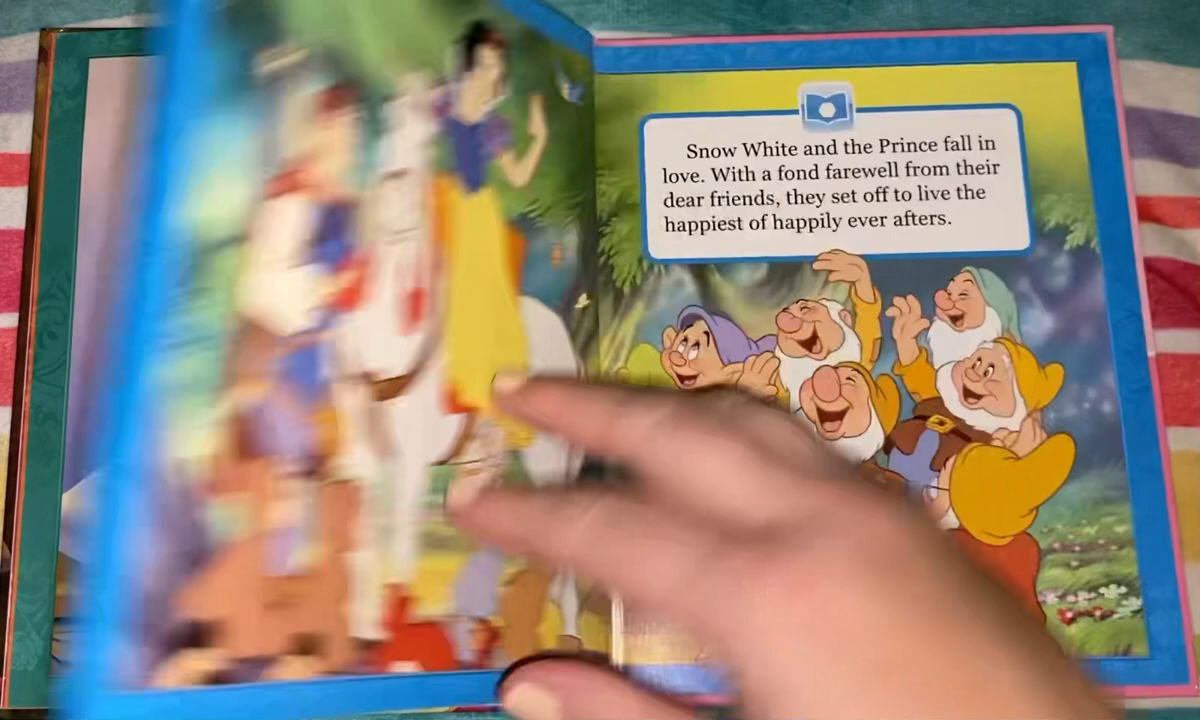 Snow White and the Prince fall in
love. With a fond farewell from their
dear friends, they set off to live the
happiest of happily ever afters.